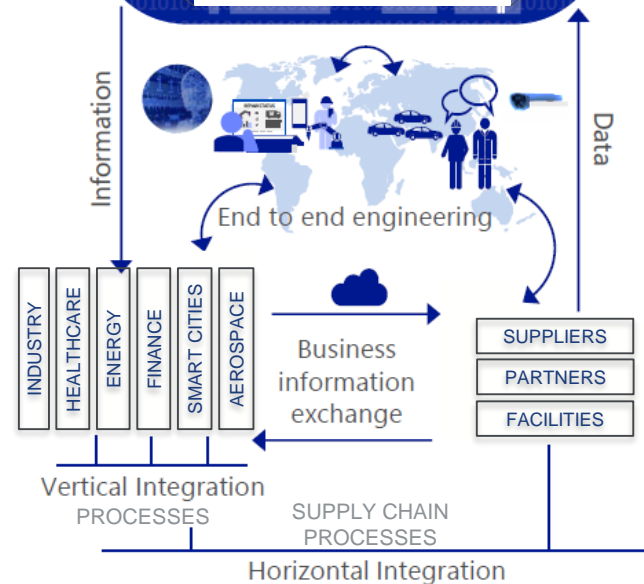 Information
Data
End to end engineering
INDUSTRY
HEALTHCARE
ENERGY
FINANCE
SMART CITIES
AEROSPACE
Business
information
exchange
SUPPLIERS
PARTNERS
FACILITIES
Vertical Integration
PROCESSES
SUPPLY CHAIN
PROCESSES
Horizontal Integration